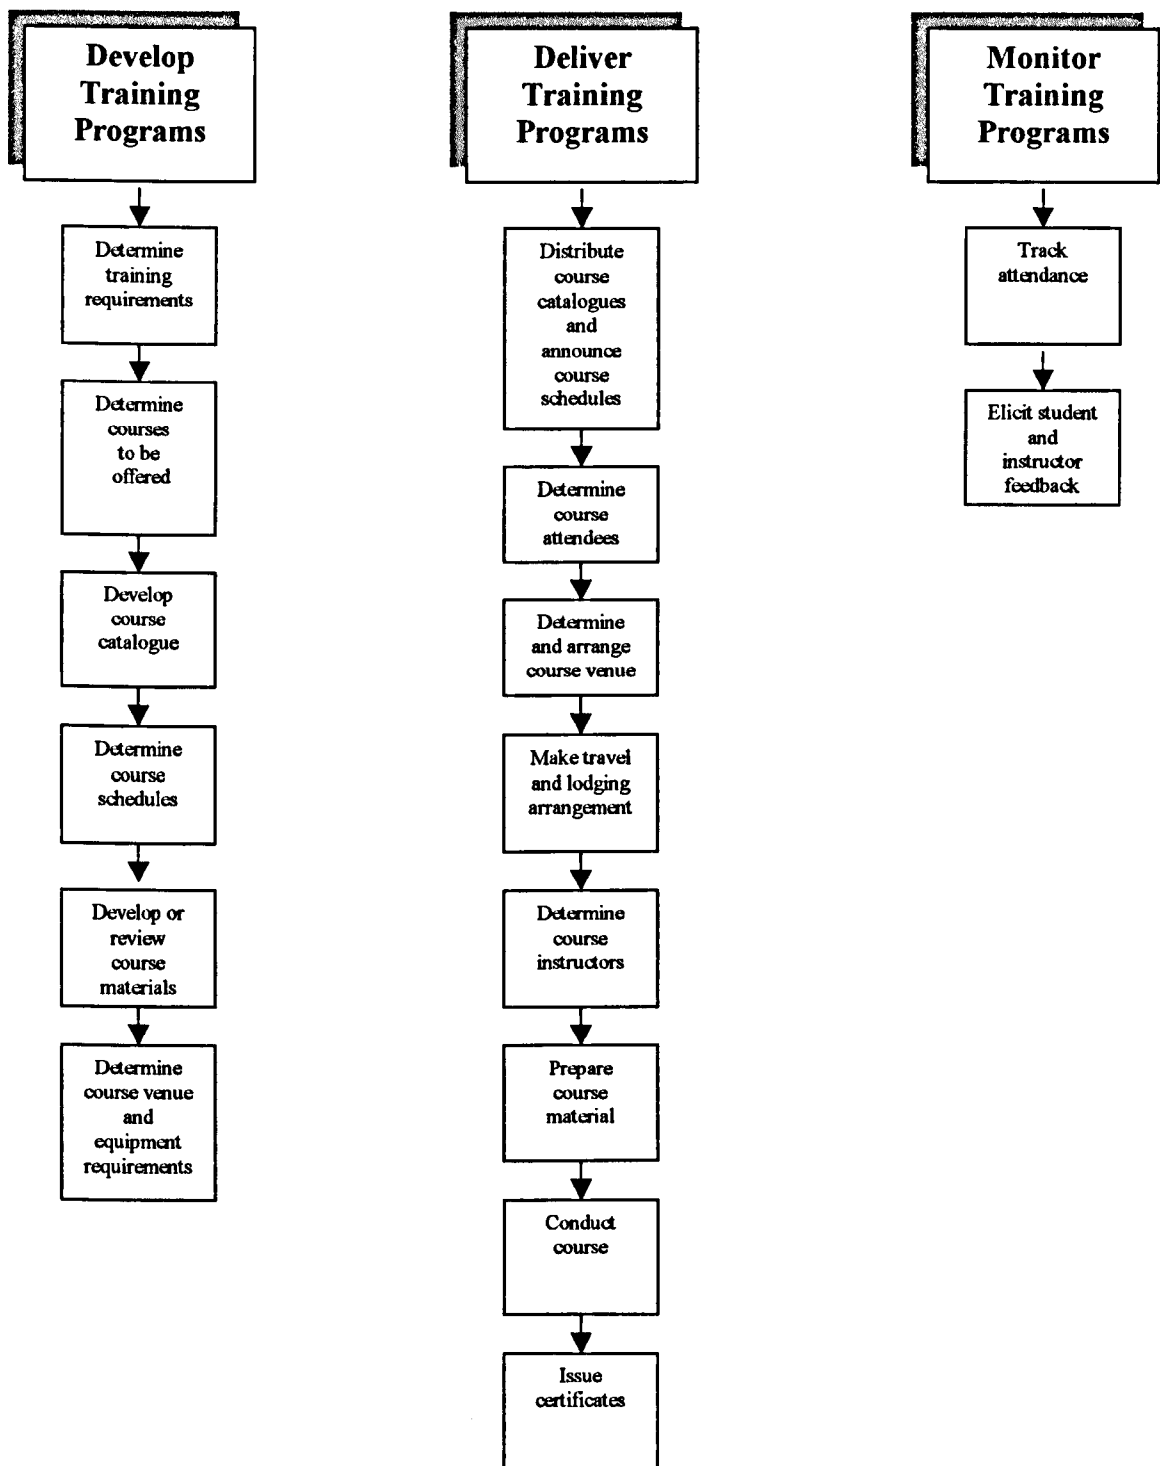 Develop
Training
Programs
Determine
training
requirements
Determine
courses
to be
offered
Develop
course
catalogue
Determine
course
schedules
Develop or
review
course
materials
Determine
course venue
and
equipment
requirements
Deliver
Training
Programs
Distribute
course
catalogues
and
announce
course
schedules
Determine
course
attendees
Determine
and arrange
course venue
Make travel
and lodging
arrangement
Determine
course
instructors
Prepare
course
material
Conduct
course
Issue
certificates
Monitor
Training
Programs
Track
attendance
Elicit student
and
instructor
feedback